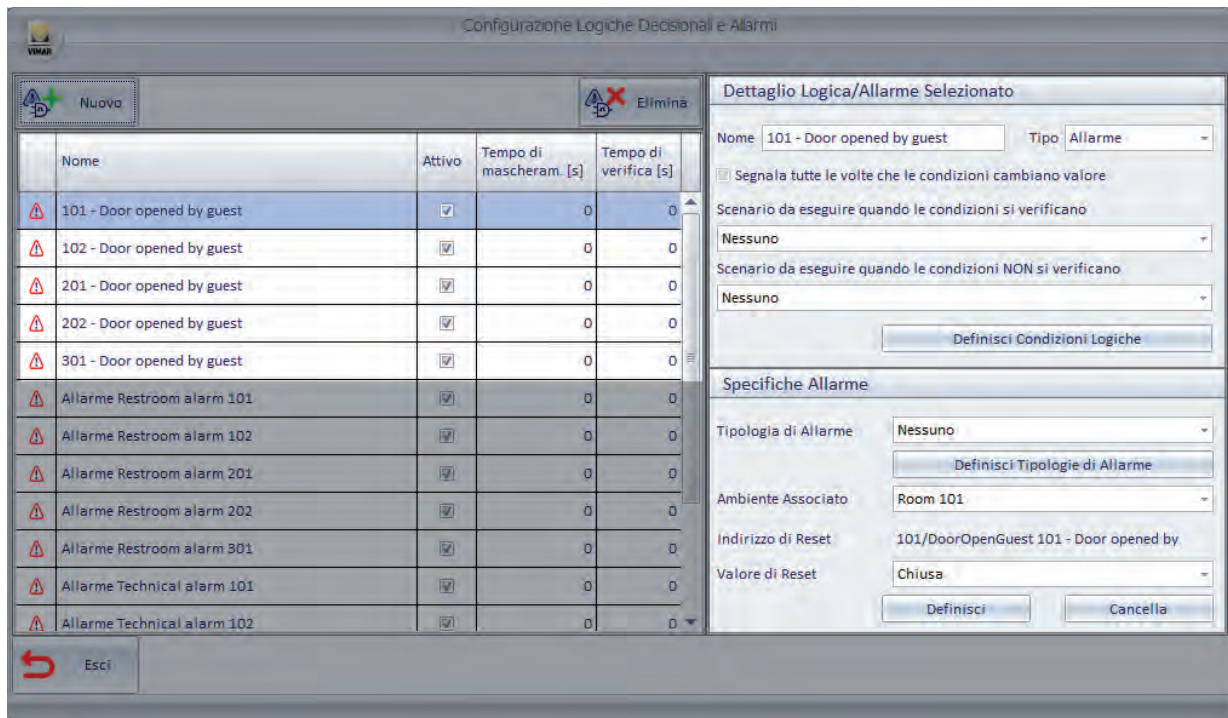 Configurazione Logiche Decisionali e Allarmi
VIMAR
Nuovo
Elimina
Nome Attivo Tempo di mascheram. [s] Tempo di verifica [s]
101 - Door opened by guest 0 0
102 - Door opened by guest 0 0
201 - Door opened by guest 0 0
202 - Door opened by guest 0 0
301 - Door opened by guest 0 0
Allarme Restroom alarm 101 0 0
Allarme Restroom alarm 102 0 0
Allarme Restroom alarm 201 0 0
Allarme Restroom alarm 202 0 0
Allarme Restroom alarm 301 0 0
Allarme Technical alarm 101 0 0
Allarme Technical alarm 102 0 0
Esci
Dettaglio Logica/Allarme Selezionato
Nome 101 - Door opened by guest Tipo Allarme
Segnala tutte le volte che le condizioni cambiano valore
Scenario da eseguire quando le condizioni si verificano
Nessuno
Scenario da eseguire quando le condizioni NON si verificano
Nessuno
Definisci Condizioni Logiche
Specifiche Allarme
Tipologia di Allarme Nessuno
Definisci Tipologie di Allarme
Ambiente Associato Room 101
Indirizzo di Reset 101/DoorOpenGuest 101 - Door opened by
Valore di Reset Chiusa
Definisci Cancella